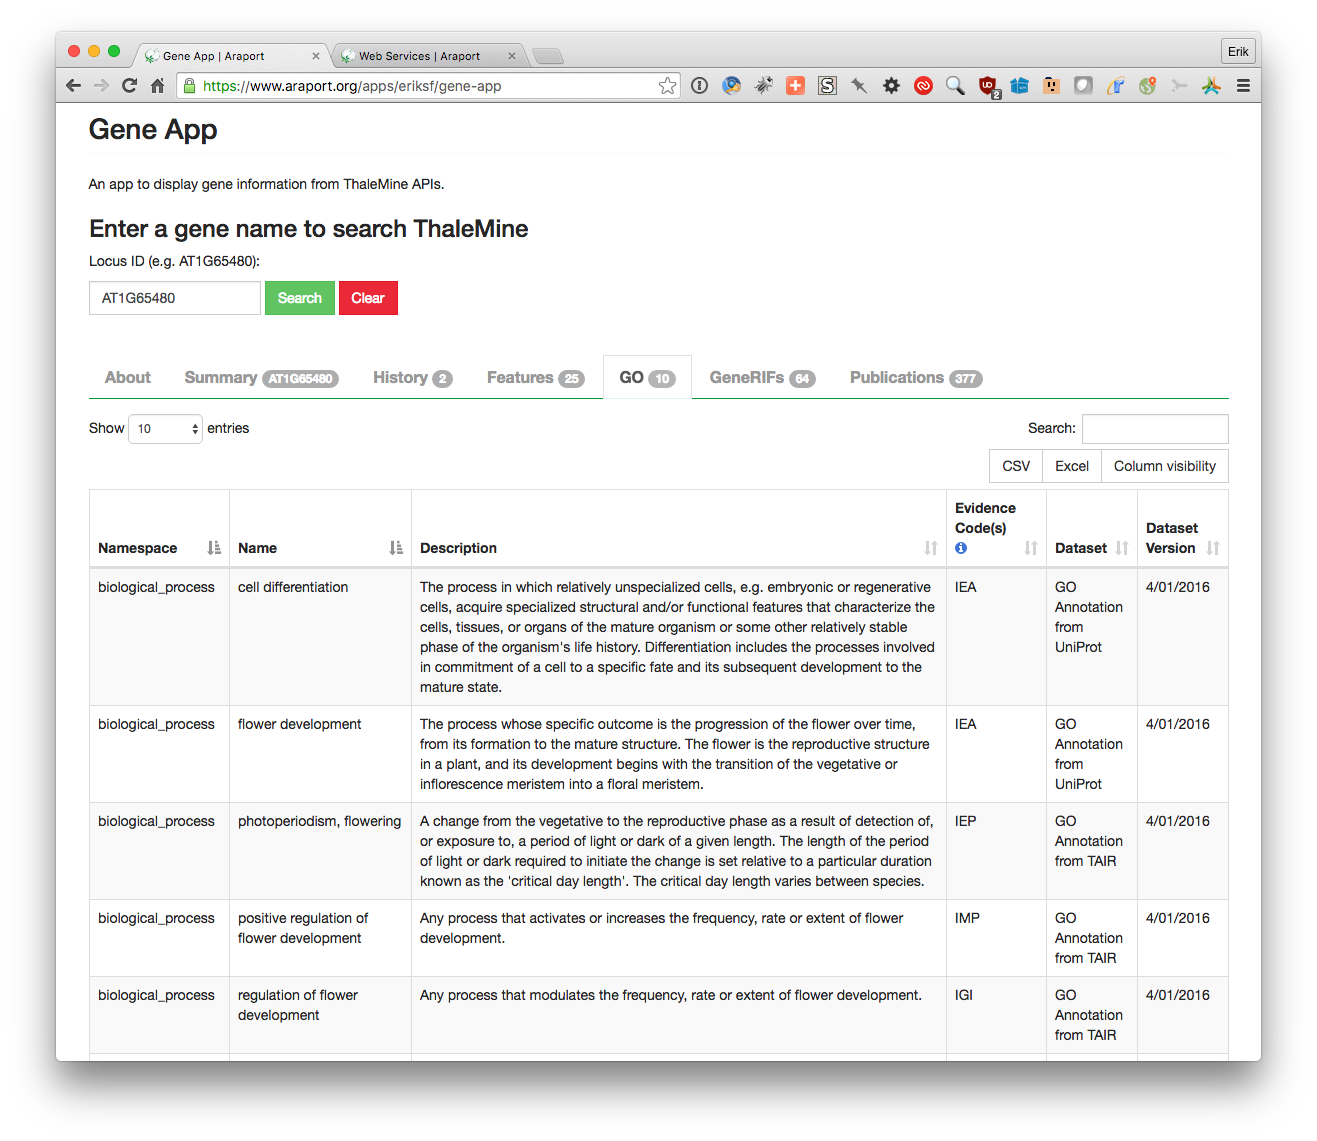 Gene App | Araport
Web Services | Araport
Erik
https://www.araport.org/apps/eriksf/gene-app
2
Gene App
An app to display gene information from ThaleMine APIs.
Enter a gene name to search ThaleMine
Locus ID (e.g. AT1G65480):
AT1G65480 Search Clear
About Summary AT1G65480 History 2 Features 25 GO 10 GeneRIFs 64 Publications 377
Show 10 entries
Search:
CSV Excel Column visibility
Namespace
Name
Description
Evidence
Code(s)
Dataset
Dataset
Version
biological_process
cell differentiation
The process in which relatively unspecialized cells, e.g. embryonic or regenerative
cells, acquire specialized structural and/or functional features that characterize the
cells, tissues, or organs of the mature organism or some other relatively stable
phase of the organism's life history. Differentiation includes the processes involved
in commitment of a cell to a specific fate and its subsequent development to the
mature state.
IEA
GO
Annotation
from
UniProt
4/01/2016
biological_process
flower development
The process whose specific outcome is the progression of the flower over time,
from its formation to the mature structure. The flower is the reproductive structure
in a plant, and its development begins with the transition of the vegetative or
inflorescence meristem into a floral meristem.
IEA
GO
Annotation
from
UniProt
4/01/2016
biological_process
photoperiodism, flowering
A change from the vegetative to the reproductive phase as a result of detection of,
or exposure to, a period of light or dark of a given length. The length of the period
of light or dark required to initiate the change is set relative to a particular duration
known as the 'critical day length'. The critical day length varies between species.
IEP
GO
Annotation
from TAIR
4/01/2016
biological_process
positive regulation of
flower development
Any process that activates or increases the frequency, rate or extent of flower
development.
IMP
GO
Annotation
from TAIR
4/01/2016
biological_process
regulation of flower
development
Any process that modulates the frequency, rate or extent of flower development.
IGI
GO
Annotation
from TAIR
4/01/2016